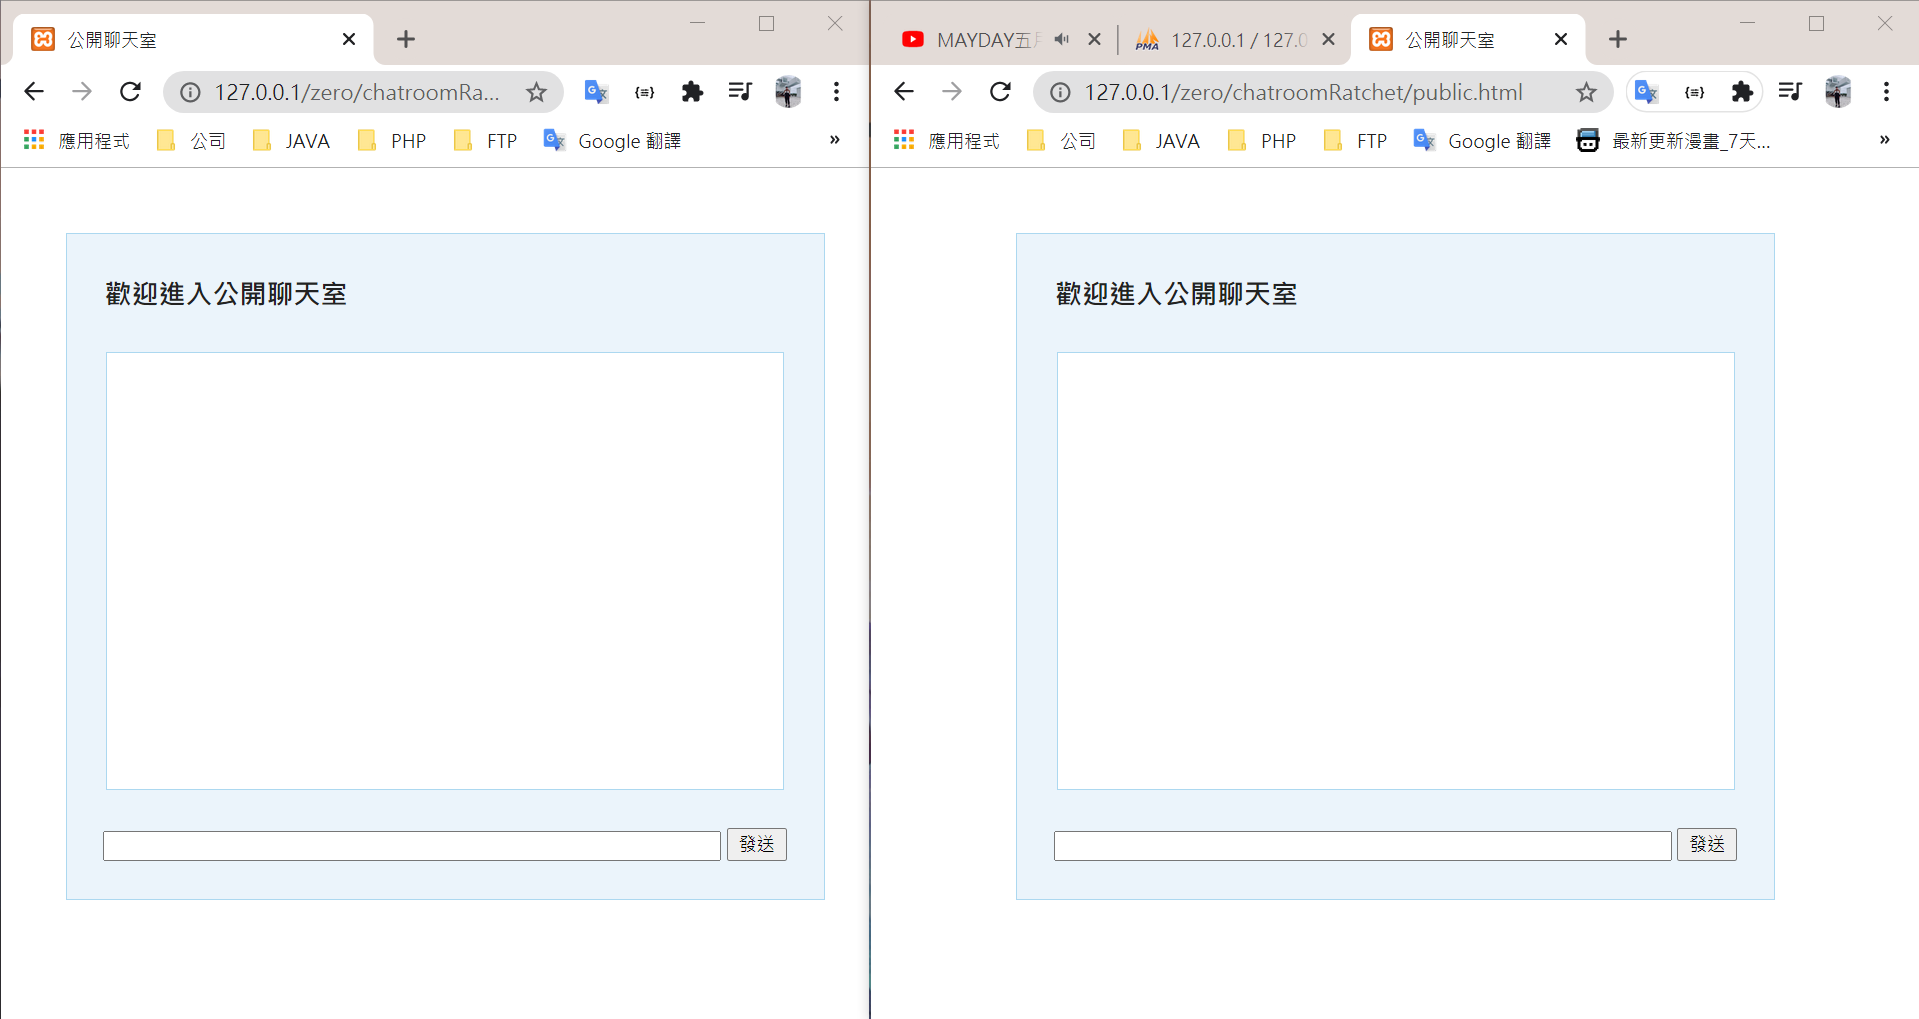 公開聊天室
127.0.0.1/zero/chatroomRa...
應用程式 公司 JAVA PHP FTP Google 翻譯 »
歡迎進入公開聊天室
發送
MAYDAY五 127.0.0.1 / 127.0 公開聊天室
PMA
127.0.0.1/zero/chatroomRatchet/public.html
應用程式 公司 JAVA PHP FTP Google 翻譯 最新更新漫畫_7天... »
歡迎進入公開聊天室
發送